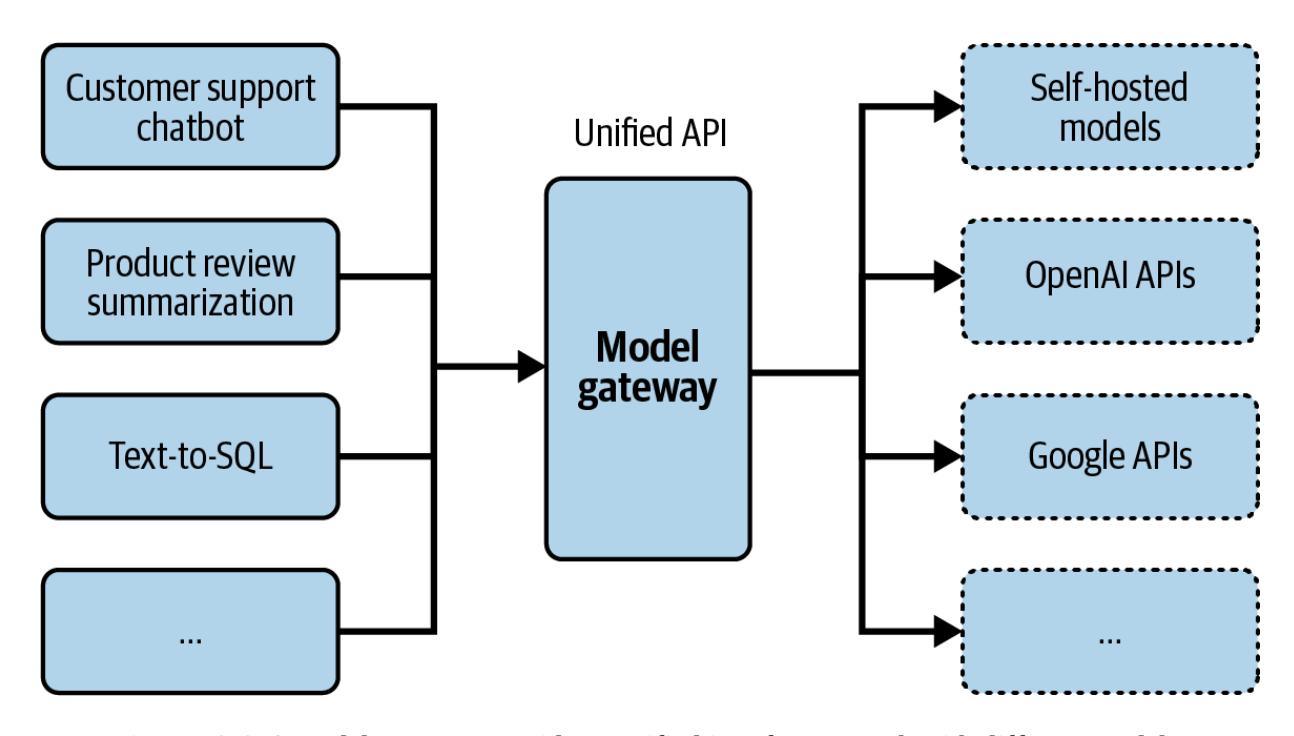 Customer support
chatbot
Product review
summarization
Text-to-SQL
...
Unified API
Model
gateway
Self-hosted
models
OpenAI APIs
Google APIs
...